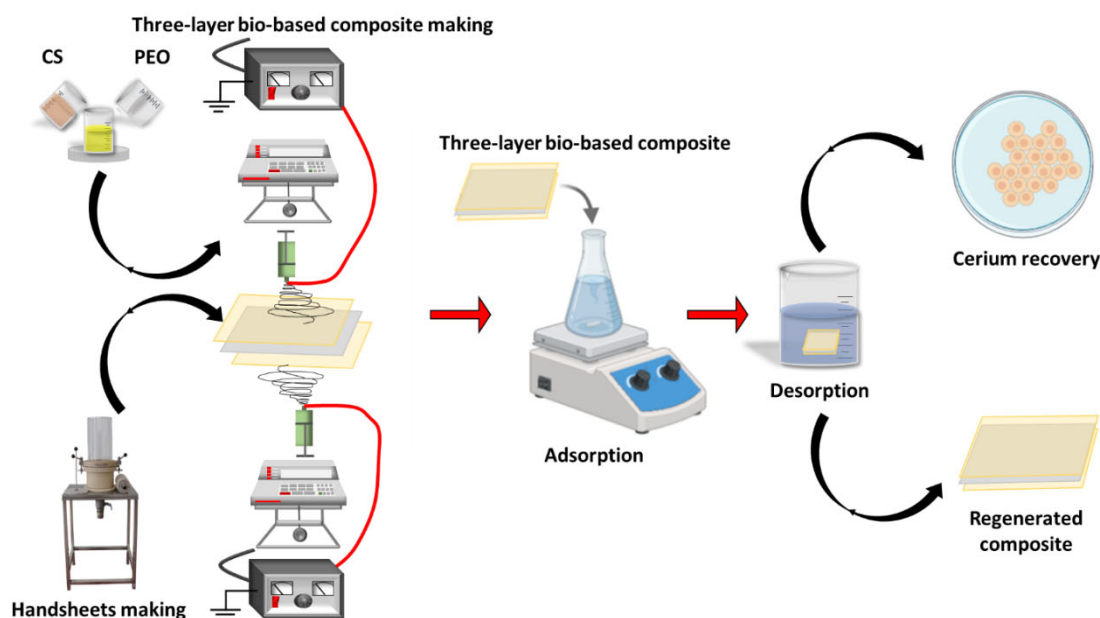 Three-layer bio-based composite making
CS
PEO
Three-layer bio-based composite
Handsheets making
Adsorption
Desorption
Cerium recovery
Regenerated
composite